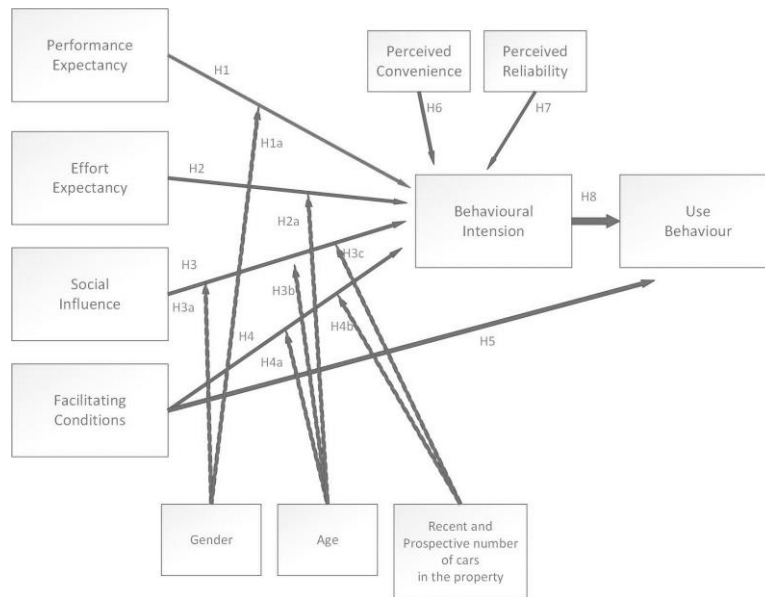 Performance
Expectancy
H1
Perceived
Convenience
Perceived
Reliability
H6
H7
H1a
Effort
Expectancy
H2
H2a
Behavioural
Intension
H8
Use
Behaviour
Social
Influence
H3
H3a
H3b
H3c
H4
H4a
H4b
H5
Facilitating
Conditions
Gender
Age
Recent and
Prospective number
of cars
in the property